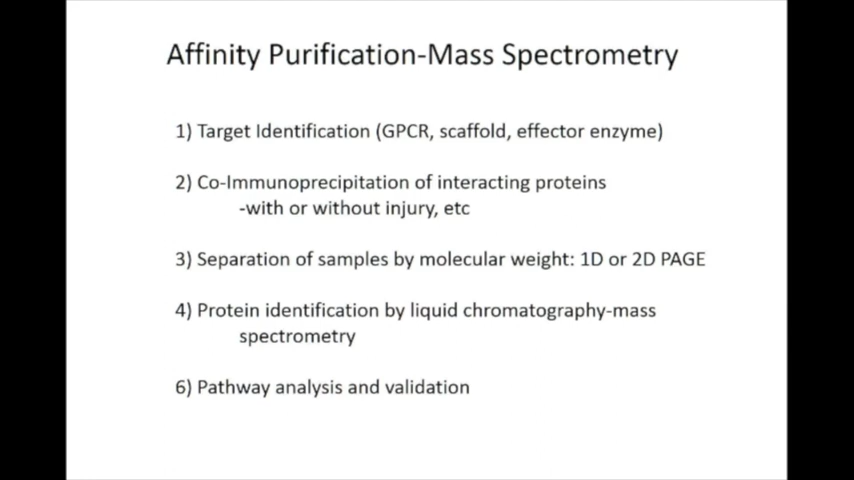 Affinity Purification-Mass Spectrometry
1) Target Identification (GPCR, scaffold, effector enzyme)
2) Co-Immunoprecipitation of interacting proteins
-with or without injury, etc
3) Separation of samples by molecular weight: 1D or 2D PAGE
4) Protein identification by liquid chromatography-mass
spectrometry
6) Pathway analysis and validation